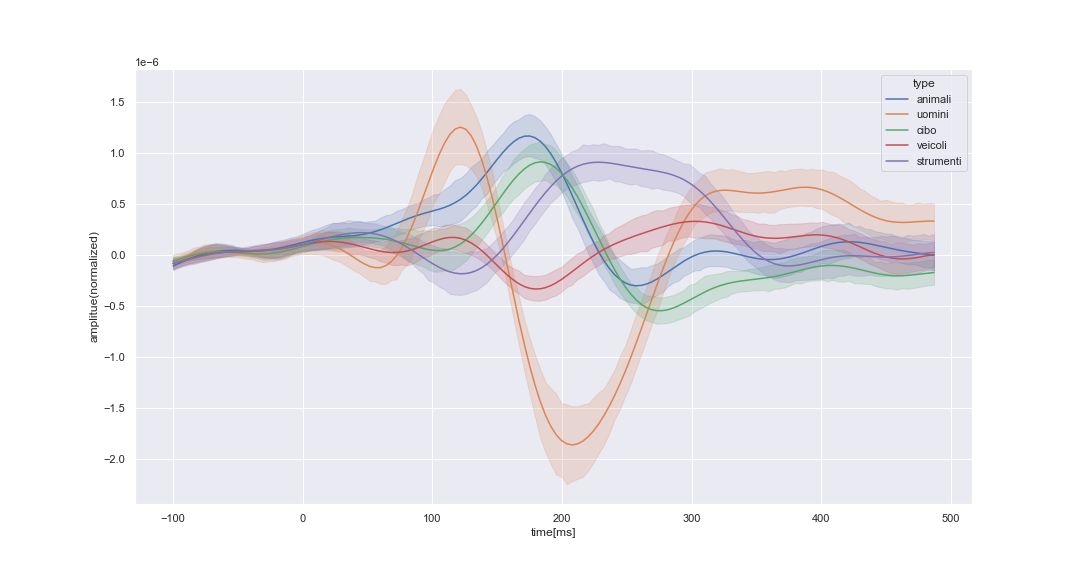 1e−6
type
animali
uomini
cibo
veicoli
strumenti
1.5
1.0
0.5
0.0
−0.5
−1.0
−1.5
−2.0
amplitue(normalized)
−100 0 100 200 300 400 500
time[ms]